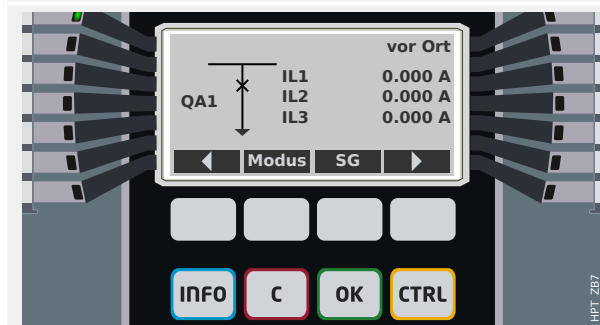 vor Ort
IL1 0.000 A
QA1 IL2 0.000 A
IL3 0.000 A
Modus SG
INFO C OK CTRL
HPT_ZB7